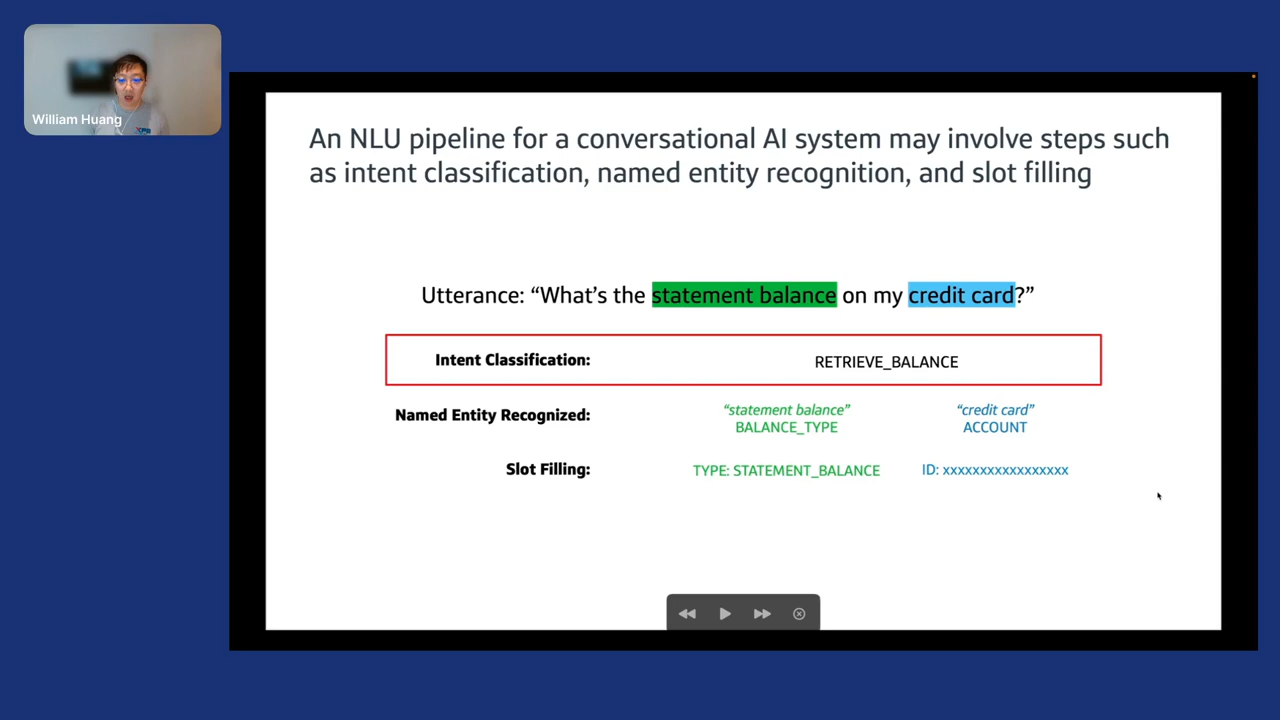 William Huang
An NLU pipeline for a conversational AI system may involve steps such
as intent classification, named entity recognition, and slot filling
Utterance: “What’s the statement balance on my credit card?”
Intent Classification: RETRIEVE_BALANCE
“statement balance” “credit card”
Named Entity Recognized: BALANCE_TYPE ACCOUNT
Slot Filling: TYPE: STATEMENT_BALANCE ID: xxxxxxxxxxxxxxxxx